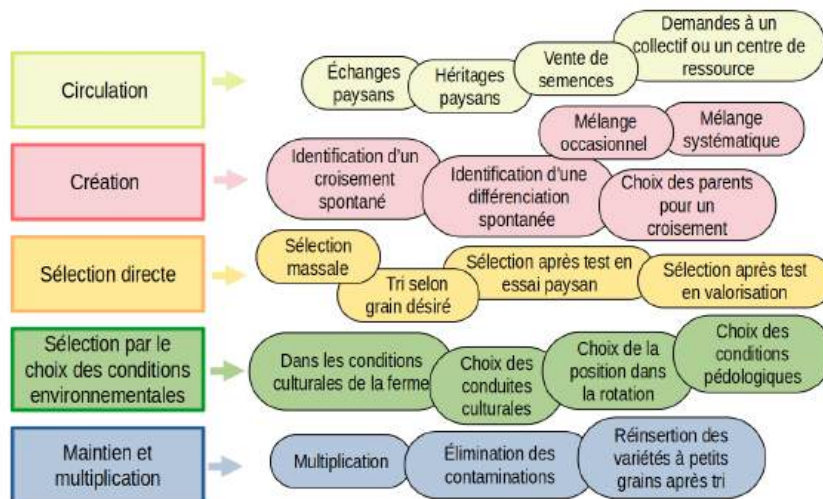 Circulation
Échanges
paysans
Héritages
paysans
Vente de
semences
Demandes à un
collectif ou un centre de
ressource
Création
Identification d'un
croisement
spontané
Identification d'une
différenciation
spontanée
Mélange
occasionnel
Mélange
systématique
Choix des parents
pour un
croisement
Sélection directe
Sélection
massale
Tri selon
grain désiré
Sélection après test en
essai paysan
Sélection après test
en valorisation
Sélection par le
choix des conditions
environnementales
Dans les conditions
culturales de la ferme
Choix des
conduites
culturales
Choix de la
position dans
la rotation
Choix des
conditions
pédologiques
Maintien et
multiplication
Multiplication
Élimination des
contaminations
Réinsertion des
variétés à petits
grains après tri